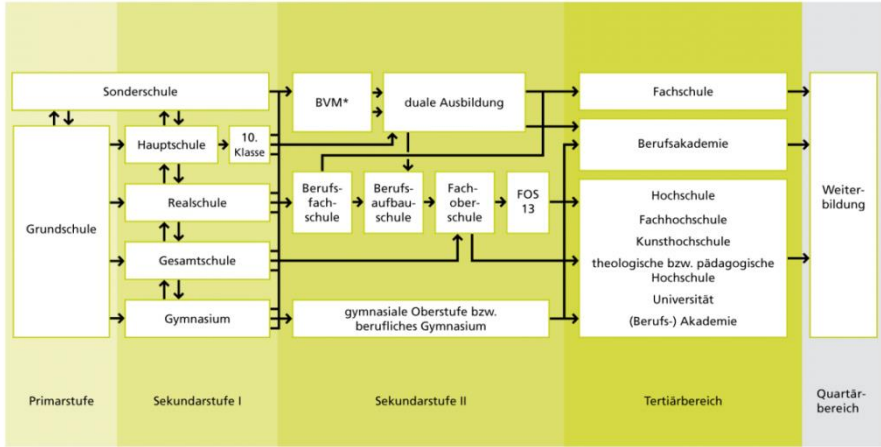 Sonderschule
Grundschule
Hauptschule
10.
Klasse
Realschule
Gesamtschule
Gymnasium
BVM*
duale Ausbildung
Berufs-
fach-
schule
Berufs-
aufbau-
schule
Fach-
ober-
schule
FOS
13
gymnasiale Oberstufe bzw.
berufliches Gymnasium
Fachschule
Berufsakademie
Hochschule
Fachhochschule
Kunsthochschule
theologische bzw. pädagogische
Hochschule
Universität
(Berufs-) Akademie
Weiter-
bildung
Primarstufe
Sekundarstufe I
Sekundarstufe II
Tertiärbereich
Quartär-
bereich